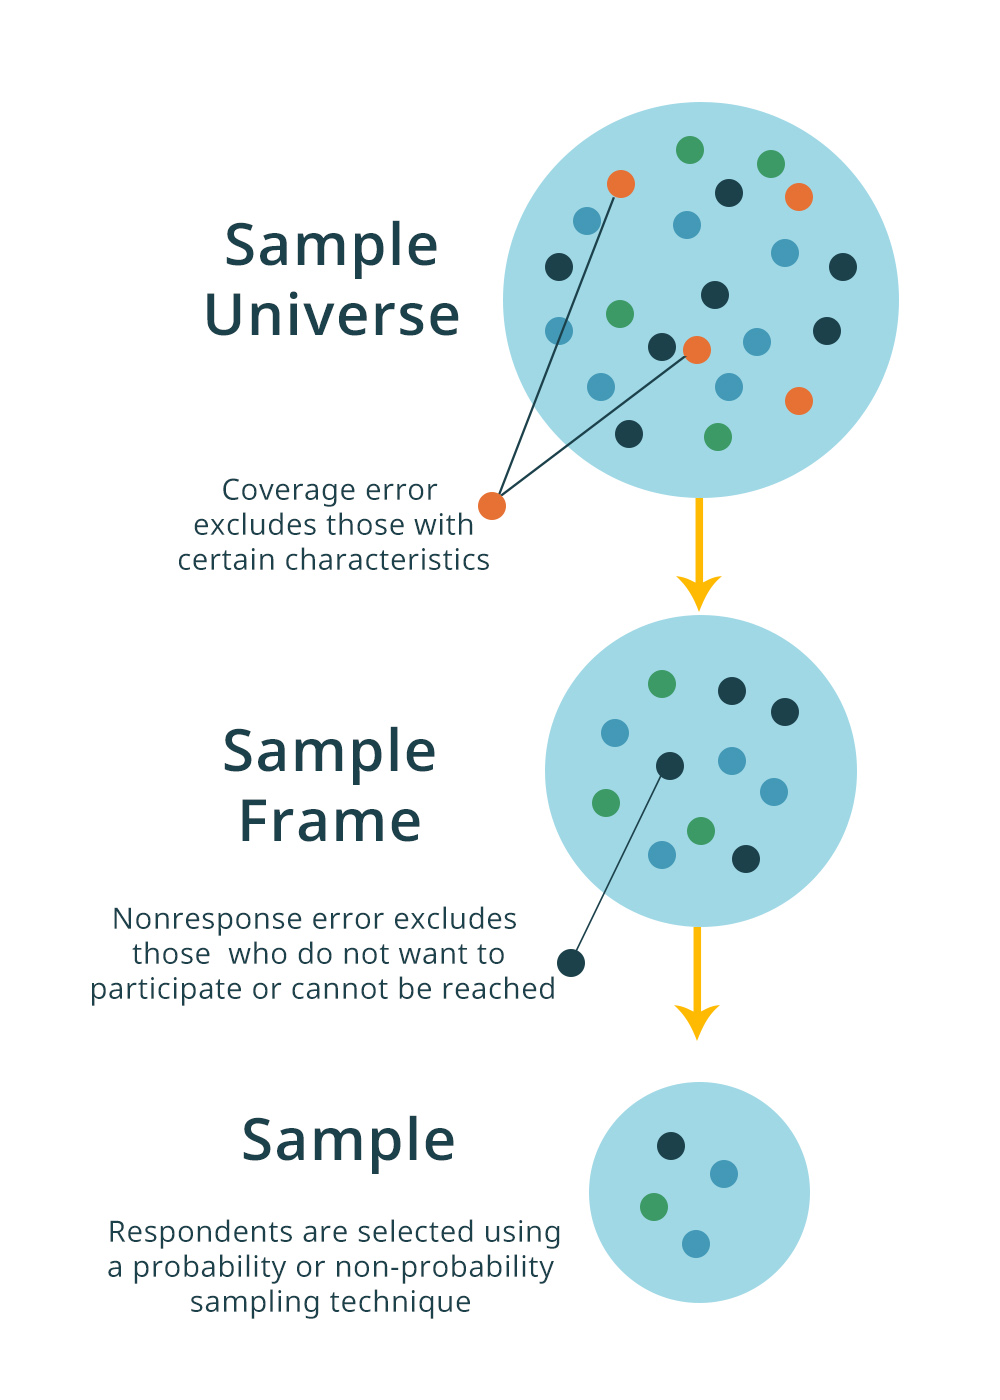 Sample
Universe
Coverage error
excludes those with
certain characteristics
Sample
Frame
Nonresponse error excludes
those  who do not want to
participate or cannot be reached
Sample
Respondents are selected using
a probability or non-probability
sampling technique